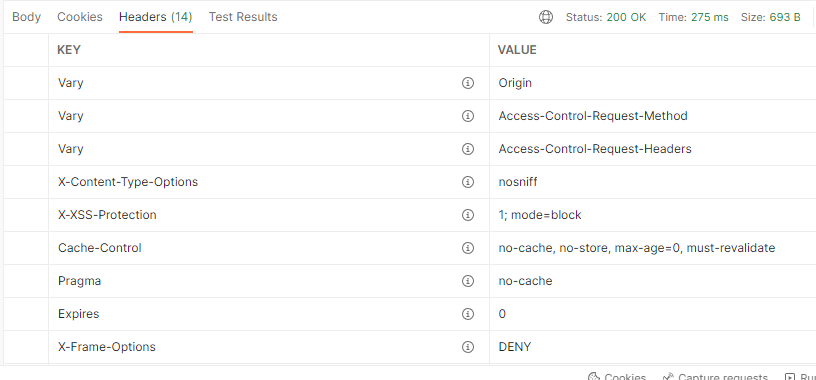 Body Cookies Headers (14) Test Results Status: 200 OK Time: 275 ms Size: 693 B
KEY VALUE
Vary Origin
Vary Access-Control-Request-Method
Vary Access-Control-Request-Headers
X-Content-Type-Options nosniff
X-XSS-Protection 1; mode=block
Cache-Control no-cache, no-store, max-age=0, must-revalidate
Pragma no-cache
Expires 0
X-Frame-Options DENY
Cookies Capture requests